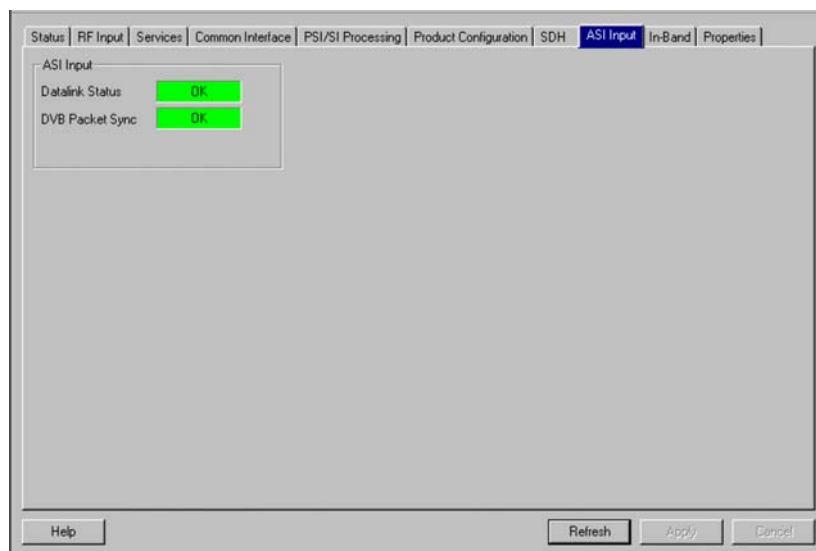 Status RF Input Services Common Interface PSI/SI Processing Product Configuration SDH ASI Input In-Band Properties
ASI Input
Datalink Status OK
DVB Packet Sync OK
Help Refresh Apply Cancel